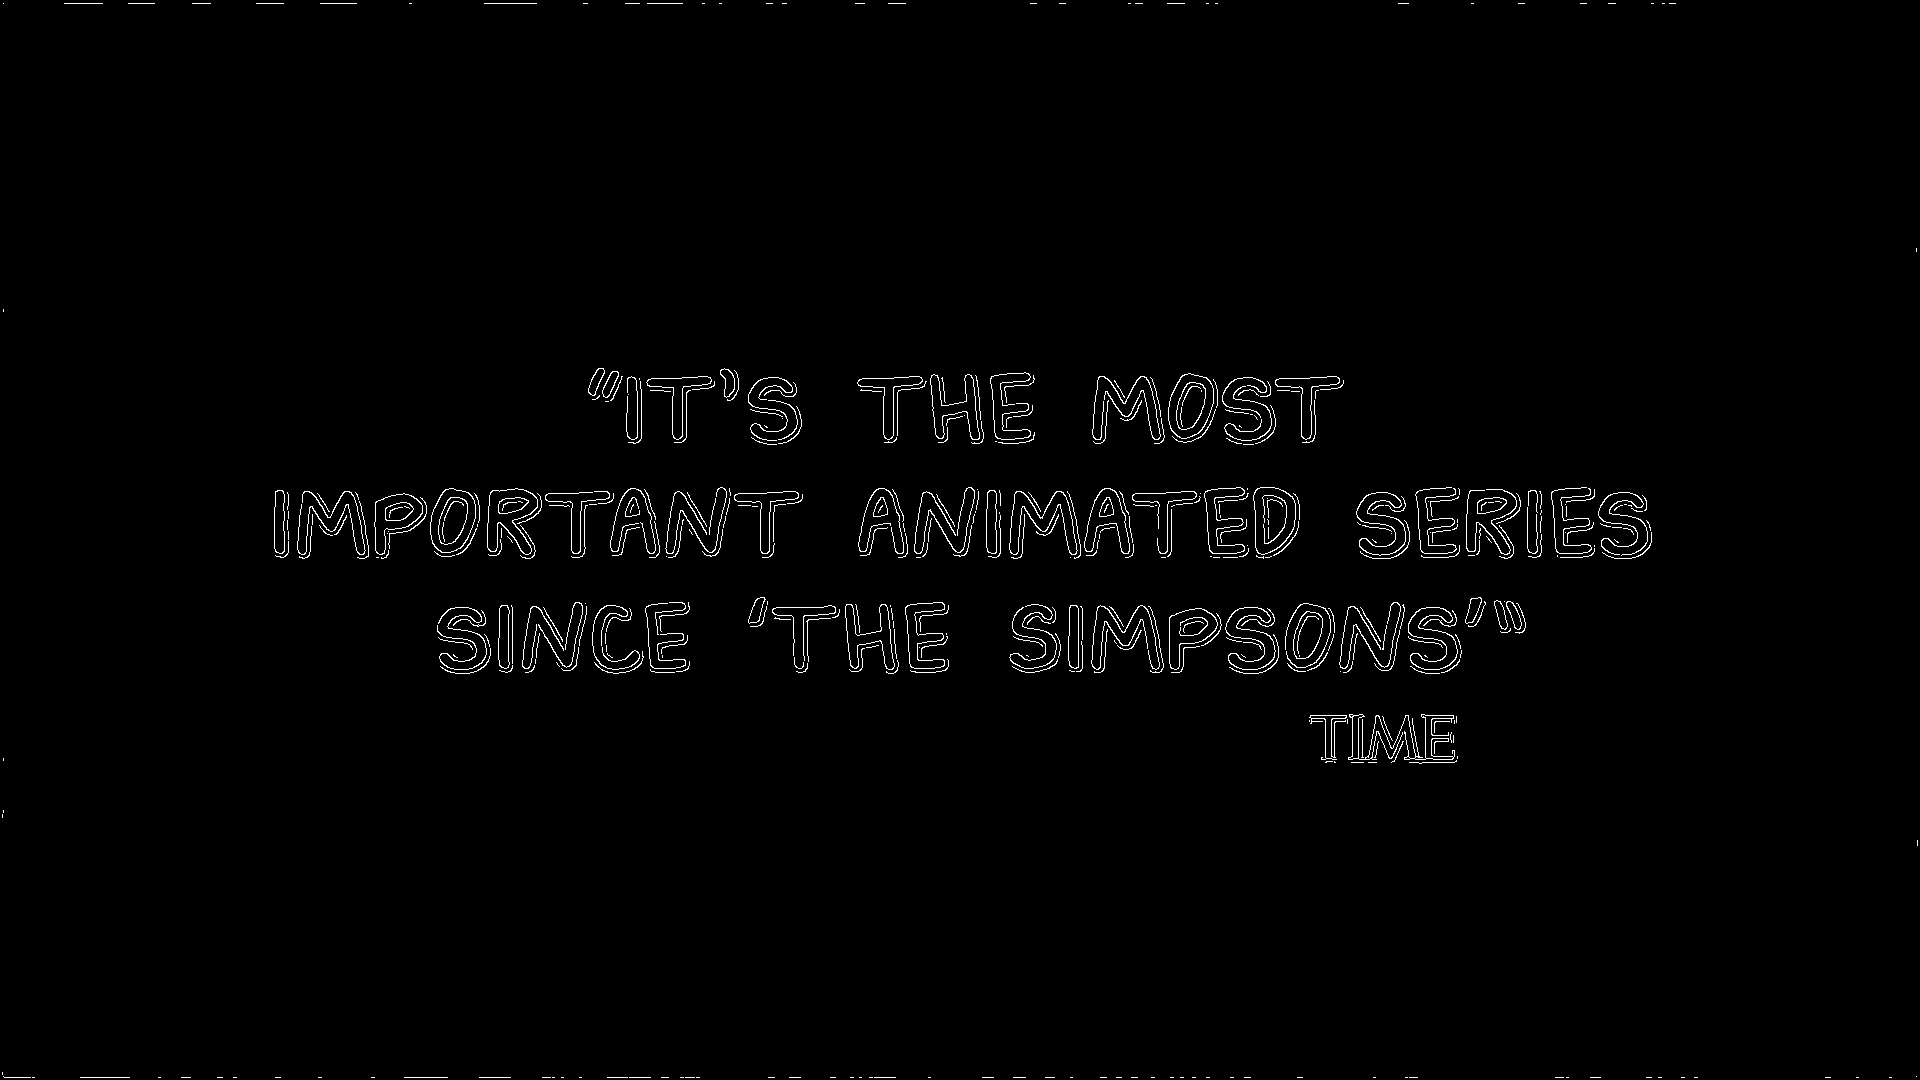 "IT'S THE MOST
IMPORTANT ANIMATED SERIES
SINCE 'THE SIMPSONS'"
TIME